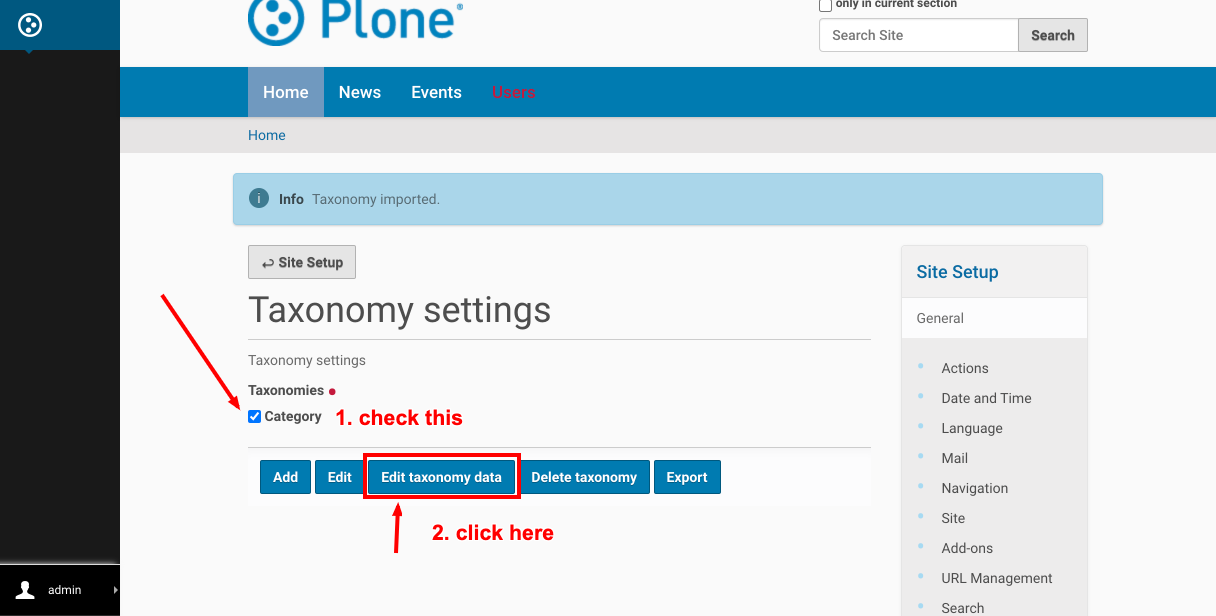 Plone®
only in current section
Search Site
Search
Home News Events Users
Home
Info Taxonomy imported.
Site Setup
Taxonomy settings
Taxonomy settings
Taxonomies
Category 1. check this
Add Edit Edit taxonomy data Delete taxonomy Export
2. click here
Site Setup
General
Actions
Date and Time
Language
Mail
Navigation
Site
Add-ons
URL Management
Search
admin